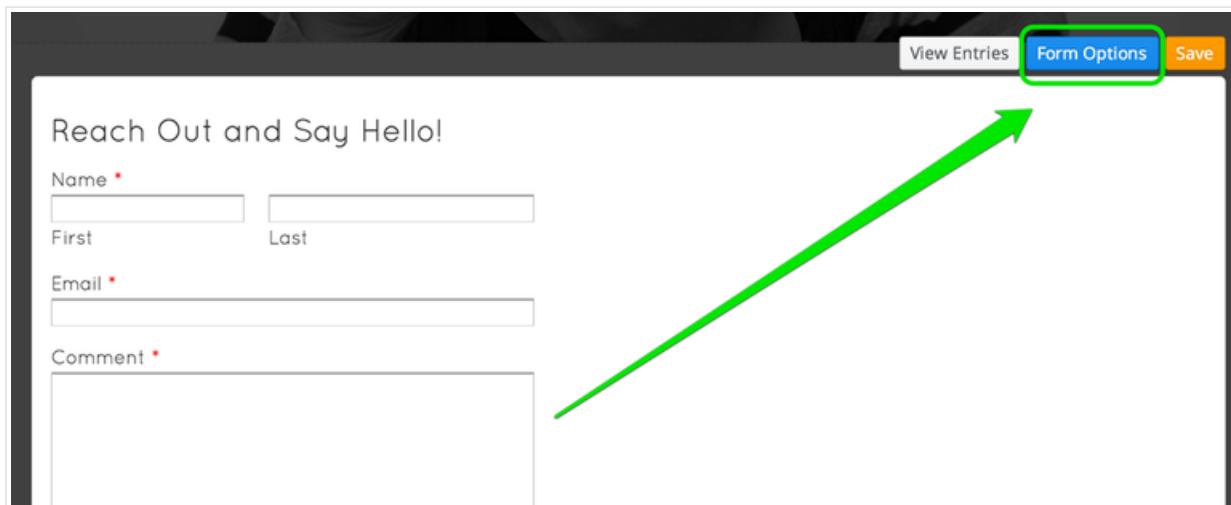 View Entries Form Options Save
Reach Out and Say Hello!
Name *
First Last
Email *
Comment *